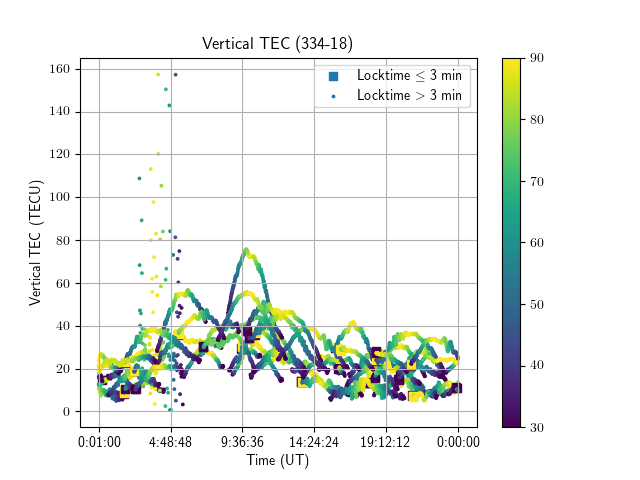 Vertical TEC (334-18)
Locktime ≤ 3 min
Locktime > 3 min
Vertical TEC (TECU)
160
140
120
100
80
60
40
20
0
0:01:00 4:48:48 9:36:36 14:24:24 19:12:12 0:00:00
Time (UT)
90
80
70
60
50
40
30